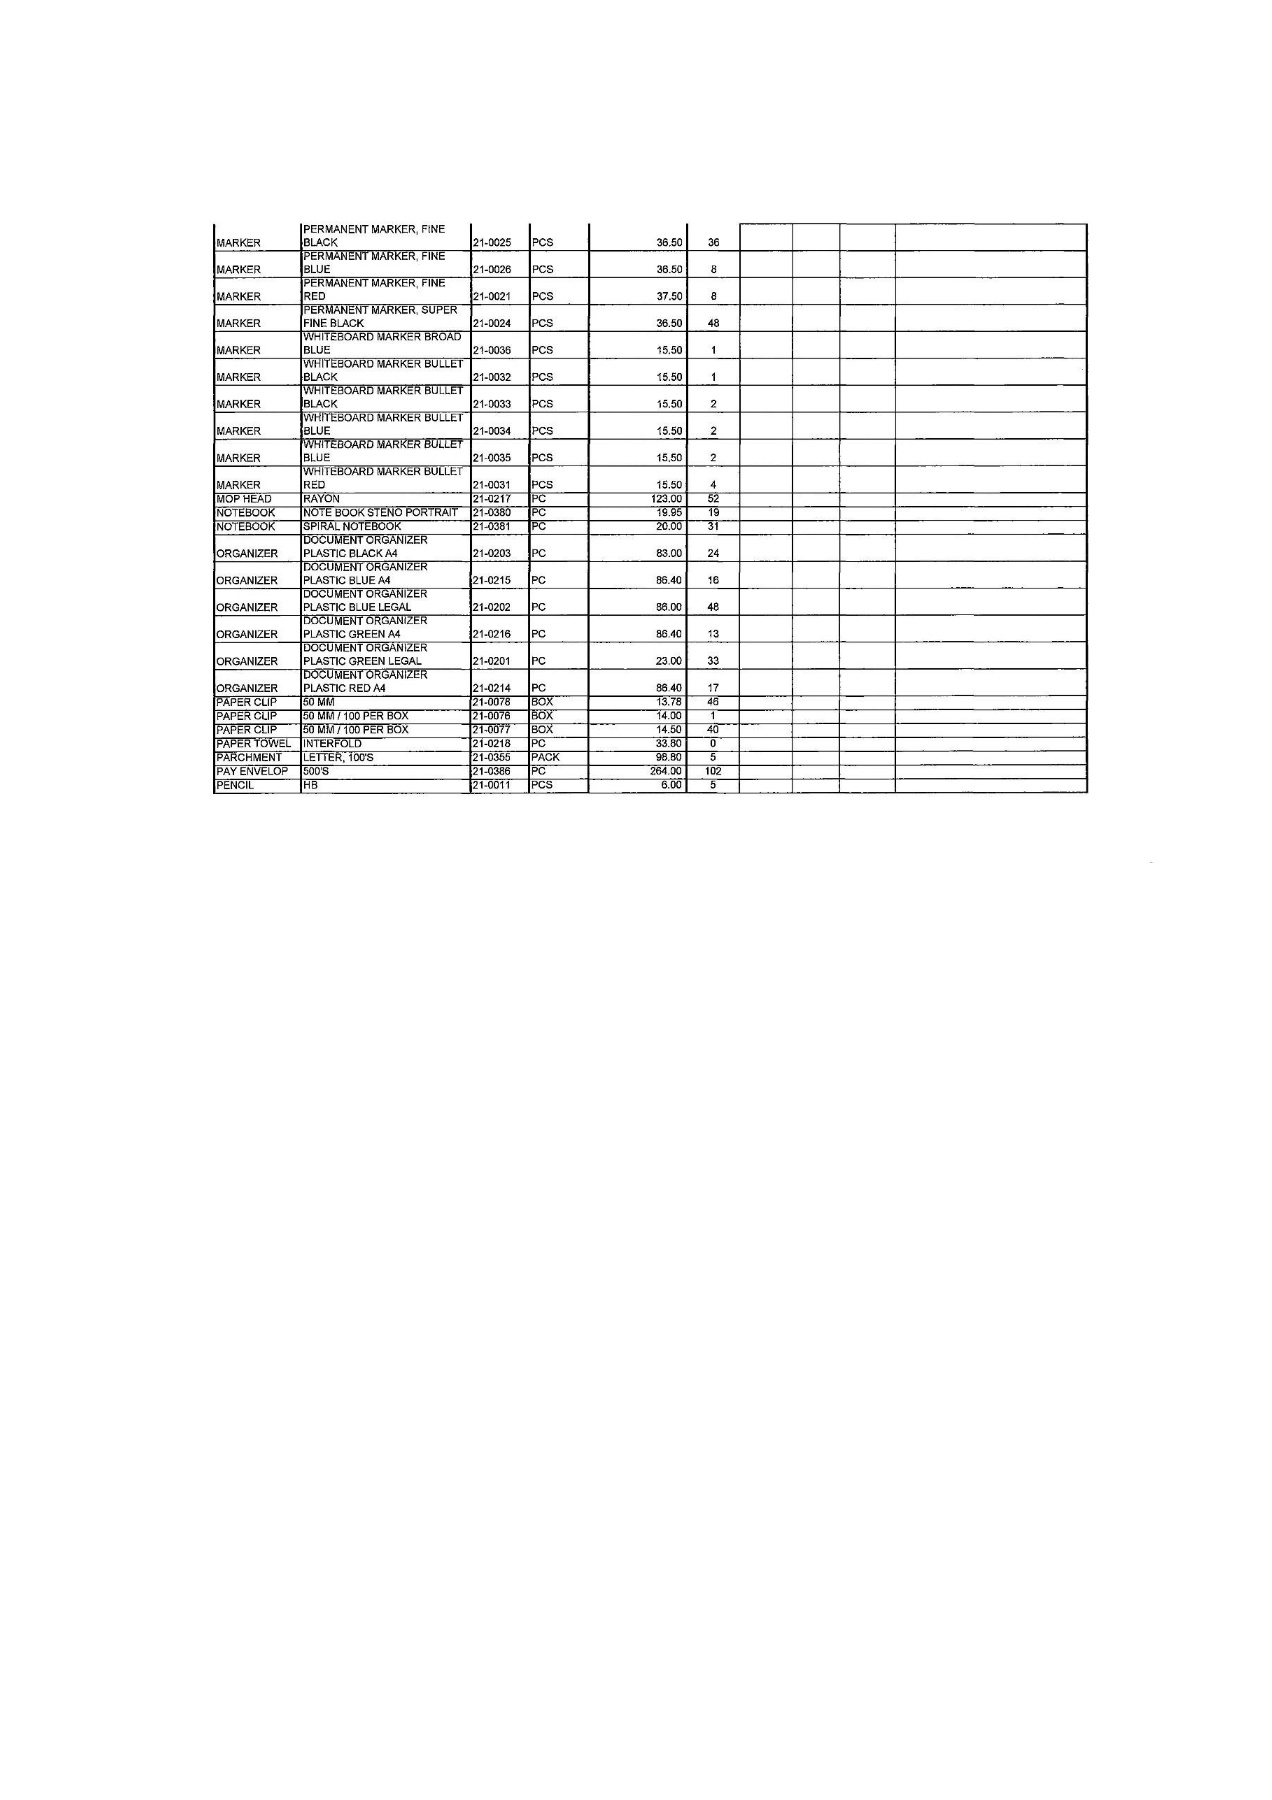 PERMANENT MARKER, FINE
MARKER BLACK 21-0025 PCS 36.50 36
PERMANENT MARKER, FINE
MARKER BLUE 21-0026 PCS 36.50 8
PERMANENT MARKER, FINE
MARKER RED 21-0021 PCS 37.50 8
PERMANENT MARKER, SUPER
MARKER FINE BLACK 21-0024 PCS 36.50 48
WHITEBOARD MARKER BROAD
MARKER BLUE 21-0036 PCS 15.50 1
WHITEBOARD MARKER BULLET
MARKER BLACK 21-0032 PCS 15.50 1
WHITEBOARD MARKER BULLET
MARKER BLACK 21-0033 PCS 15.50 2
WHITEBOARD MARKER BULLET
MARKER BLUE 21-0034 PCS 15.50 2
WHITEBOARD MARKER BULLET
MARKER BLUE 21-0035 PCS 15.50 2
WHITEBOARD MARKER BULLET
MARKER RED 21-0031 PCS 15.50 4
MOP HEAD RAYON 21-0217 PC 123.00 52
NOTEBOOK NOTE BOOK STENO PORTRAIT 21-0380 PC 19.95 19
NOTEBOOK SPIRAL NOTEBOOK 21-0381 PC 20.00 31
DOCUMENT ORGANIZER
ORGANIZER PLASTIC BLACK A4 21-0203 PC 83.00 24
DOCUMENT ORGANIZER
ORGANIZER PLASTIC BLUE A4 21-0215 PC 86.40 16
DOCUMENT ORGANIZER
ORGANIZER PLASTIC BLUE LEGAL 21-0202 PC 48
DOCUMENT ORGANIZER
ORGANIZER PLASTIC GREEN A4 21-0216 PC 86.40 13
DOCUMENT ORGANIZER
ORGANIZER PLASTIC GREEN LEGAL 21-0201 PC 23.00 33
DOCUMENT ORGANIZER
ORGANIZER PLASTIC RED A4 21-0214 PC 86.40 17
PAPER CLIP 50 MM 21-0078 BOX 13.78 46
PAPER CLIP 50 MM / 100 PER BOX 21-0076 BOX 14.00 1
PAPER CLIP 50 MM / 100 PER BOX 21-0077 BOX 14.50 40
PAPER TOWEL INTERFOLD 21-0218 PC 33.80 0
PARCHMENT LETTER, 100'S 21-0355 PACK 98.80 5
PAY ENVELOP 500'S 21-0386 PC 264.00 102
PENCIL HB 21-0011 PCS 6.00 5